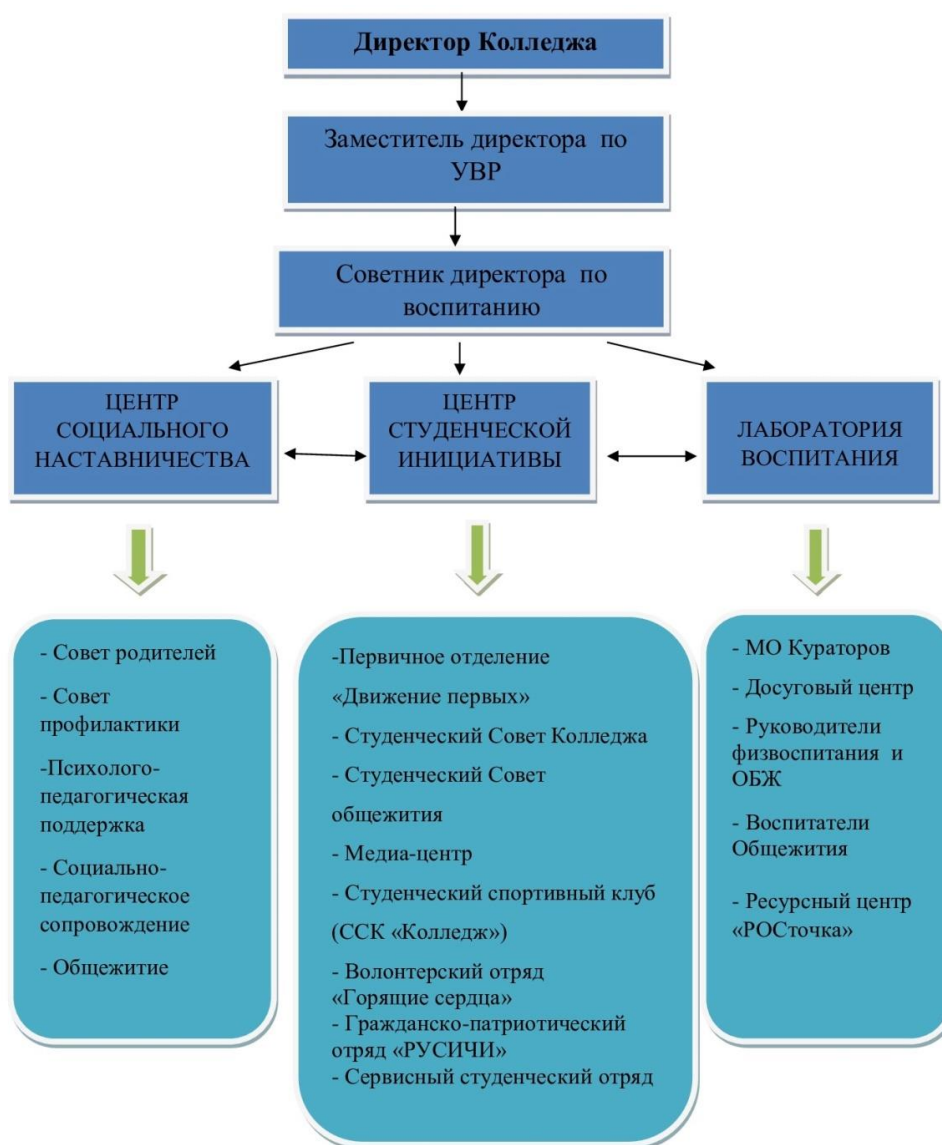 Директор Колледжа
Заместитель директора по
УВР
Советник директора по
воспитанию
ЦЕНТР
СОЦИАЛЬНОГО
НАСТАВНИЧЕСТВА
ЦЕНТР
СТУДЕНЧЕСКОЙ
ИНИЦИАТИВЫ
ЛАБОРАТОРИЯ
ВОСПИТАНИЯ
- Совет родителей
- Совет
профилактики
-Психолого-
педагогическая
поддержка
- Социально-
педагогическое
сопровождение
- Общежитие
-Первичное отделение
«Движение первых»
- Студенческий Совет Колледжа
- Студенческий Совет
общежития
- Медиа-центр
- Студенческий спортивный клуб
(ССК «Колледж»)
- Волонтерский отряд
«Горящие сердца»
- Гражданско-патриотический
отряд «РУСИЧИ»
- Сервисный студенческий отряд
- МО Кураторов
- Досуговый центр
- Руководители
физвоспитания и
ОБЖ
- Воспитатели
Общежития
- Ресурсный центр
«РОСточка»